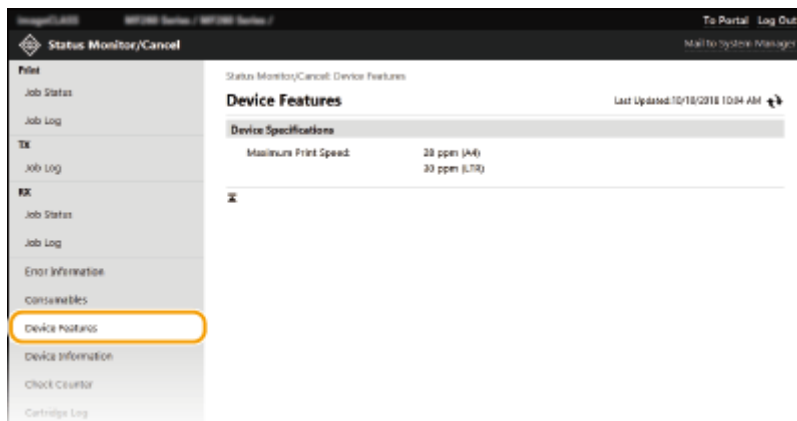 To Portal Log Out
Status Monitor/Cancel
Mail to System Manager
Print
Job Status
Job Log
TX
Job Log
RX
Job Status
Job Log
Error Information
Consumables
Device Features
Device Information
Check Counter
Cartridge Log
Status Monitor/Cancel: Device Features
Device Features
Last Updated:10/18/2018 10:04 AM
Device Specifications
Maximum Print Speed: 28 ppm (A4)
30 ppm (LTR)